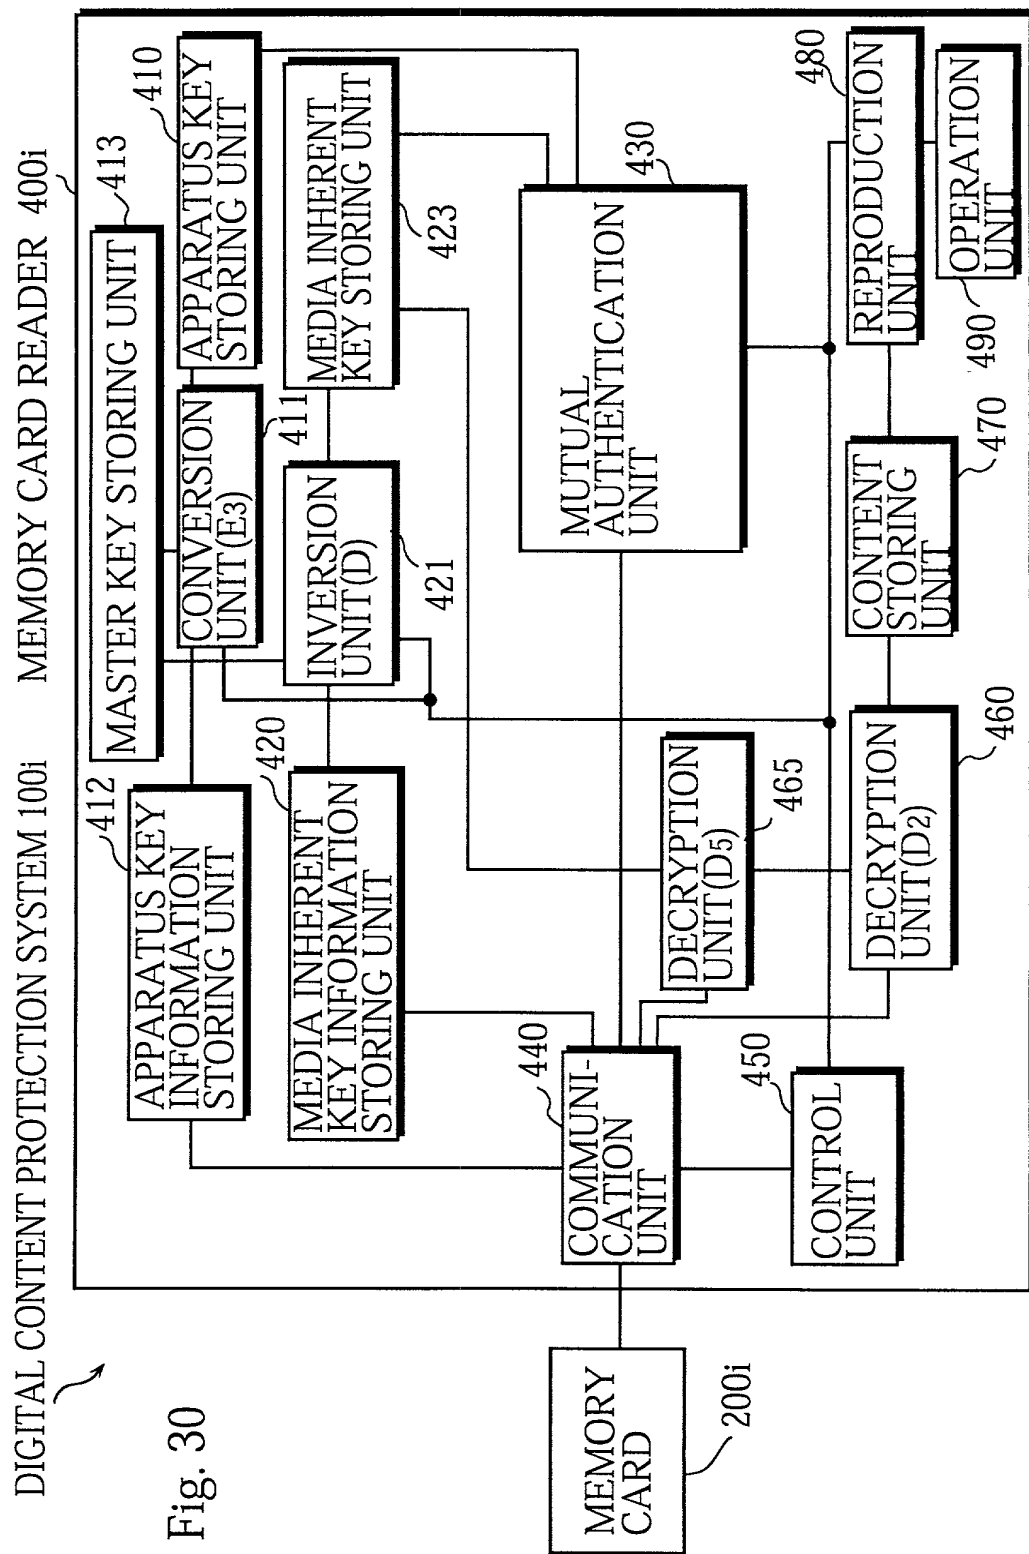 DIGITAL CONTENT PROTECTION SYSTEM 100i
MEMORY CARD READER 400i
Fig. 30
MASTER KEY STORING UNIT
413
412
APPARATUS KEY
INFORMATION
STORING UNIT
CONVERSION
UNIT(E3)
411
APPARATUS KEY
STORING UNIT
410
420
MEDIA INHERENT
KEY INFORMATION
STORING UNIT
INVERSION
UNIT(D)
421
MEDIA INHERENT
KEY STORING UNIT
423
MEMORY
CARD
200i
440
COMMUNI-
CATION
UNIT
MUTUAL
AUTHENTICATION
UNIT
430
DECRYPTION
UNIT(D5)
465
450
CONTROL
UNIT
DECRYPTION
UNIT(D2)
460
CONTENT
STORING
UNIT
470
REPRODUCTION
UNIT
480
490
OPERATION
UNIT